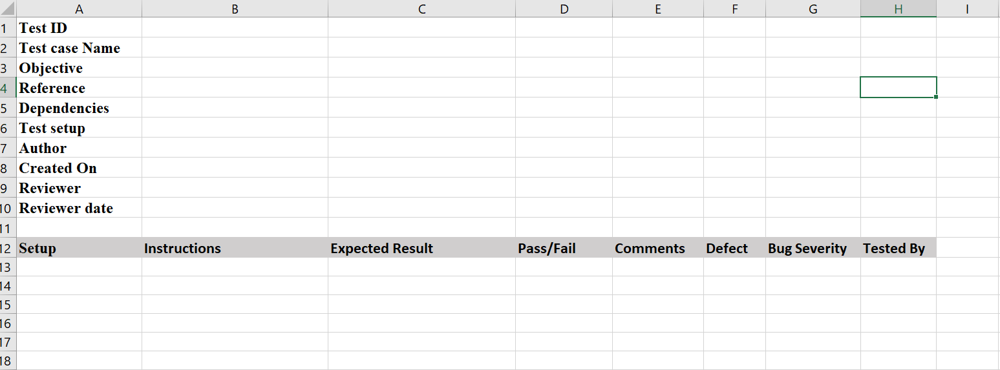 A B C D E F G H I
1 Test ID
2 Test case Name
3 Objective
4 Reference
5 Dependencies
6 Test setup
7 Author
8 Created On
9 Reviewer
10 Reviewer date
11
12 Setup Instructions Expected Result Pass/Fail Comments Defect Bug Severity Tested By
13
14
15
16
17
18